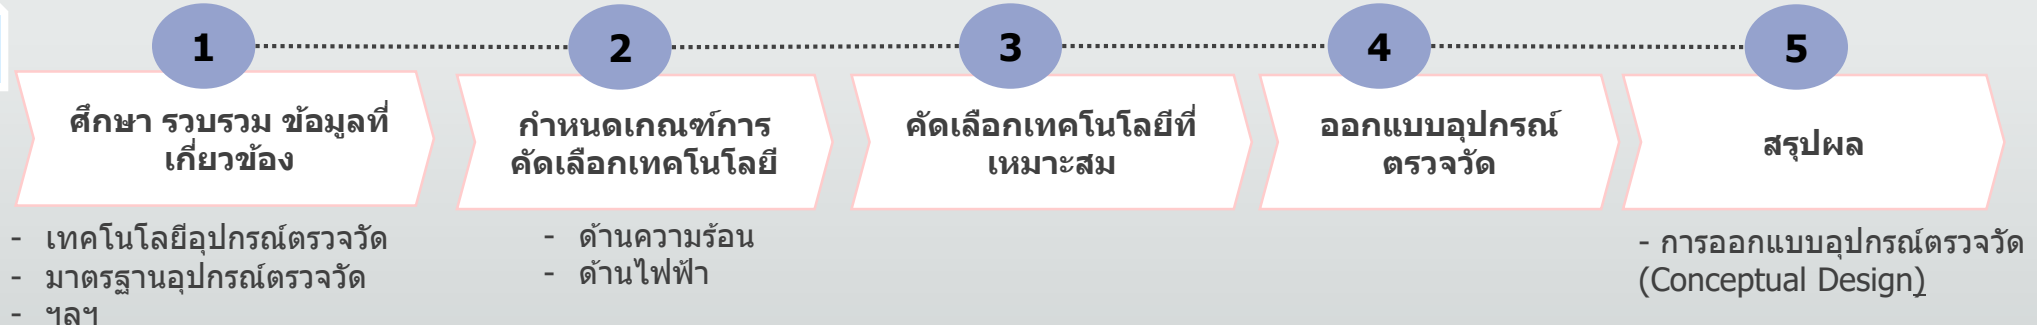 1
2
3
4
5
ศึกษา รวบรวม ข้อมูลที่
เกี่ยวข้อง
กำหนดเกณฑ์การ
คัดเลือกเทคโนโลยี
คัดเลือกเทคโนโลยีที่
เหมาะสม
ออกแบบอุปกรณ์
ตรวจวัด
สรุปผล
- เทคโนโลยีอุปกรณ์ตรวจวัด
- มาตรฐานอุปกรณ์ตรวจวัด
- ฯลฯ
- ด้านความร้อน
- ด้านไฟฟ้า
- การออกแบบอุปกรณ์ตรวจวัด
(Conceptual Design)